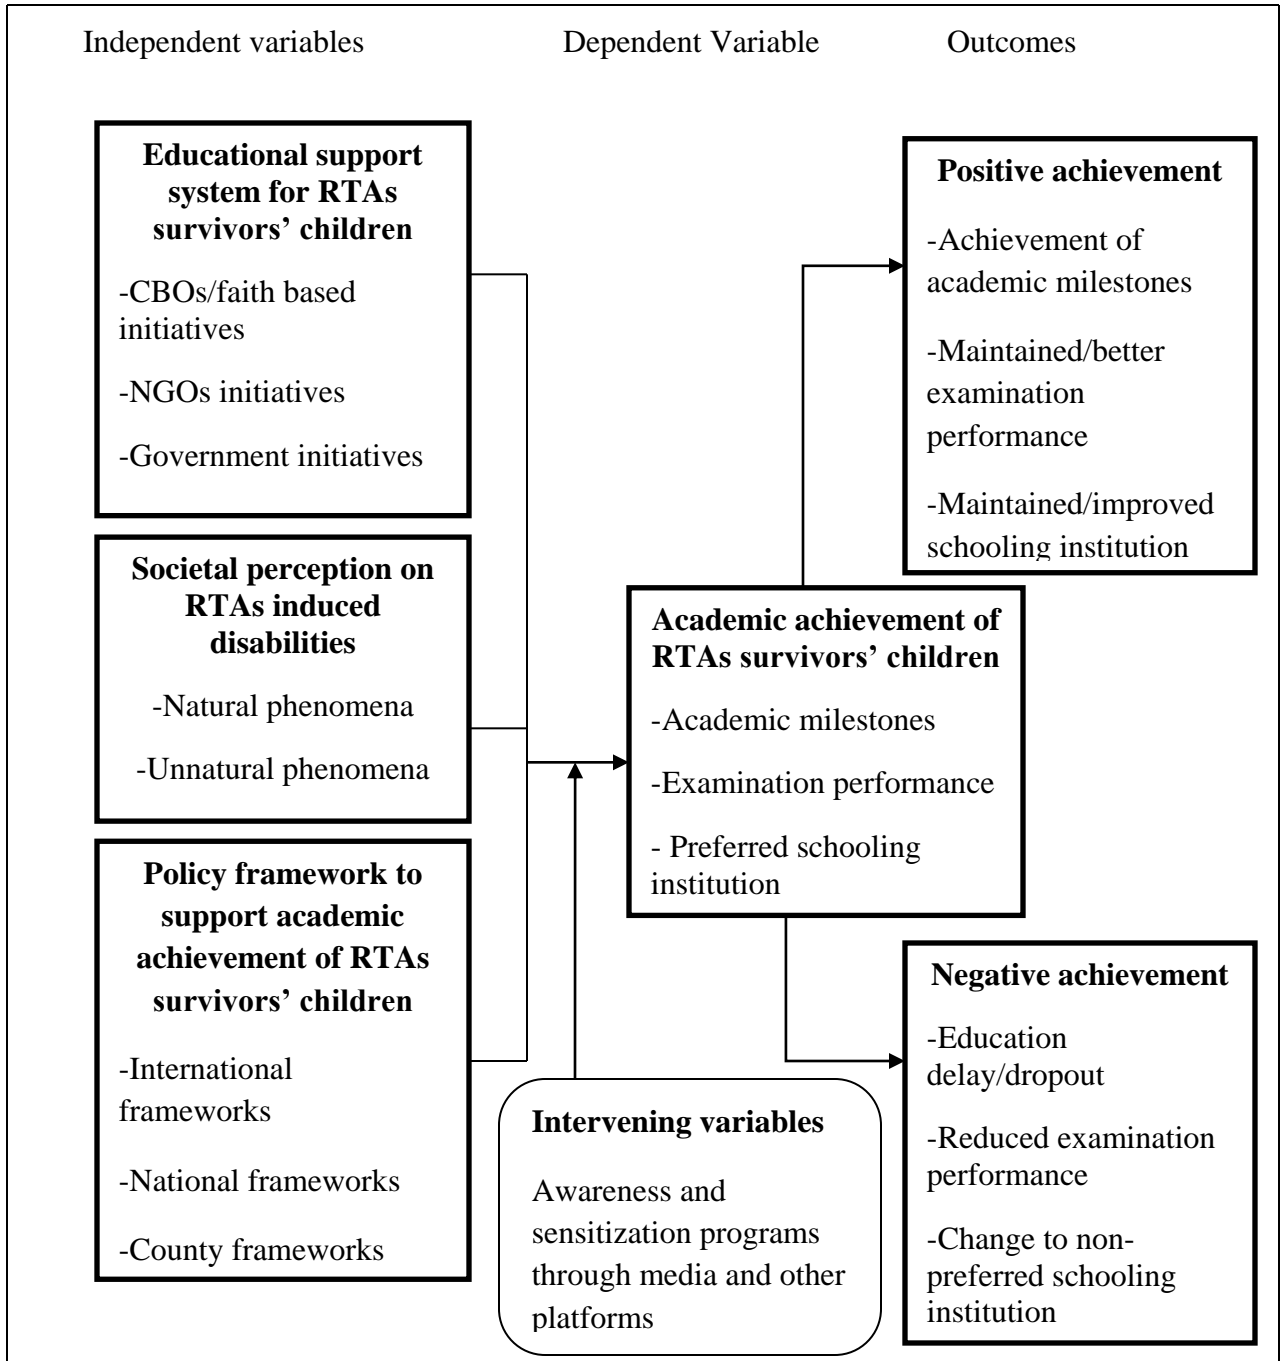 Independent variables
Dependent Variable
Outcomes
Educational support
system for RTAs
survivors’ children
-CBOs/faith based
initiatives
-NGOs initiatives
-Government initiatives
Societal perception on
RTAs induced
disabilities
-Natural phenomena
-Unnatural phenomena
Policy framework to
support academic
achievement of RTAs
survivors’ children
-International
frameworks
-National frameworks
-County frameworks
Intervening variables
Awareness and
sensitization programs
through media and other
platforms
Academic achievement of
RTAs survivors’ children
-Academic milestones
-Examination performance
- Preferred schooling
institution
Positive achievement
-Achievement of
academic milestones
-Maintained/better
examination
performance
-Maintained/improved
schooling institution
Negative achievement
-Education
delay/dropout
-Reduced examination
performance
-Change to non-
preferred schooling
institution